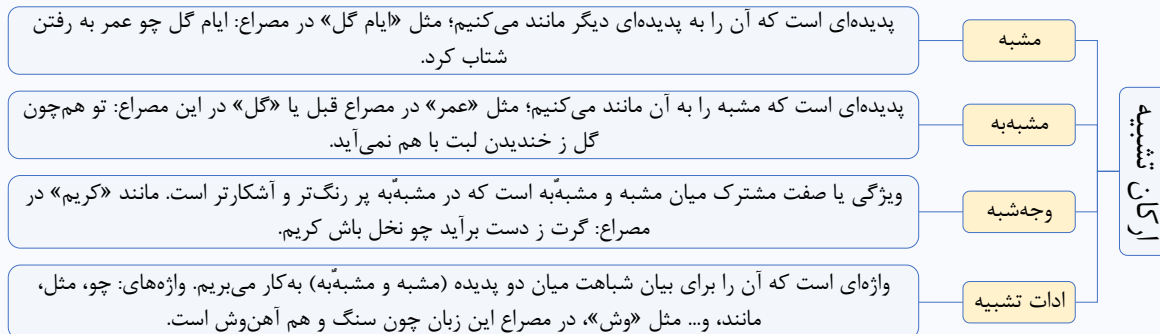 ارکان تشبیه
مشبه
پدیده‌ای است که آن را به پدیده‌ای دیگر مانند می‌کنیم؛ مثل «ایام گل» در مصراع: ایام گل چو عمر به رفتن
شتاب کرد.
مشبه‌به
پدیده‌ای است که مشبه را به آن مانند می‌کنیم؛ مثل «عمر» در مصراع قبل یا «گل» در این مصراع: تو هم‌چون
گل ز خندیدن لبت با هم نمی‌آید.
وجه‌شبه
ویژگی یا صفت مشترک میان مشبه و مشبهٌ‌به است که در مشبهٌ‌به پر رنگ‌تر و آشکارتر است. مانند «کریم» در
مصراع: گرت ز دست برآید چو نخل باش کریم.
ادات تشبیه
واژه‌ای است که آن را برای بیان شباهت میان دو پدیده (مشبه و مشبهٌ‌به) به‌کار می‌بریم. واژه‌های: چو، مثل،
مانند، و... مثل «وش»، در مصراع این زبان چون سنگ و هم آهن‌وش است.